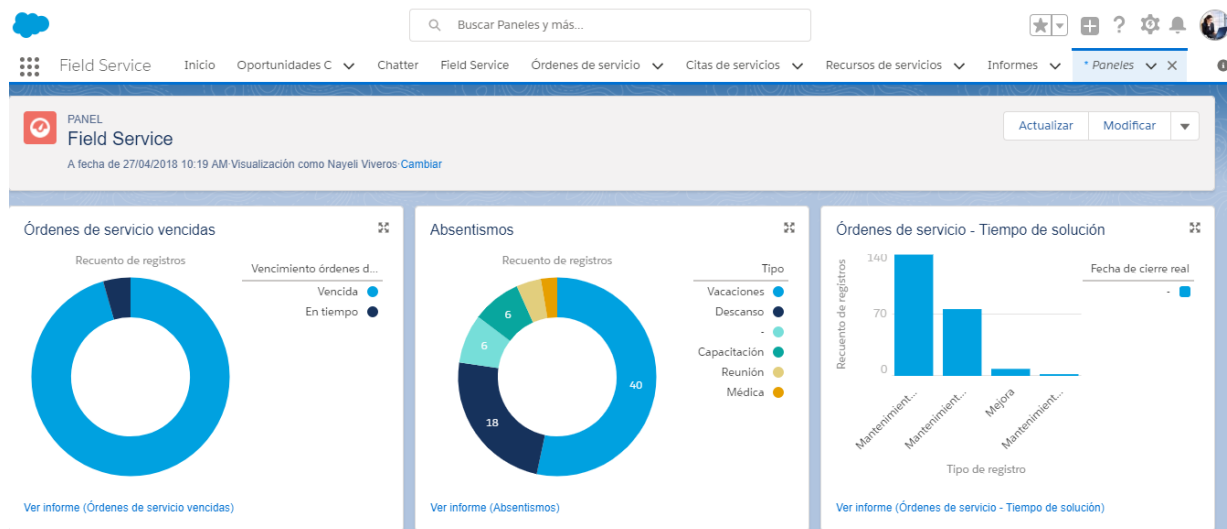 Buscar Paneles y más...
Field Service
Inicio
Oportunidades C
Chatter
Field Service
Órdenes de servicio
Citas de servicios
Recursos de servicios
Informes
* Paneles
PANEL
Field Service
A fecha de 27/04/2018 10:19 AM·Visualización como Nayeli Viveros·Cambiar
Actualizar
Modificar
Órdenes de servicio vencidas
Recuento de registros
Vencimiento órdenes d...
Vencida
En tiempo
Ver informe (Órdenes de servicio vencidas)
Absentismos
Recuento de registros
Tipo
Vacaciones
Descanso
-
Capacitación
Reunión
Médica
6
6
40
18
Ver informe (Absentismos)
Órdenes de servicio - Tiempo de solución
Recuento de registros
140
70
0
Fecha de cierre real
-
Mantenimient...
Mantenimient...
Mejora
Mantenimient...
Tipo de registro
Ver informe (Órdenes de servicio - Tiempo de solución)